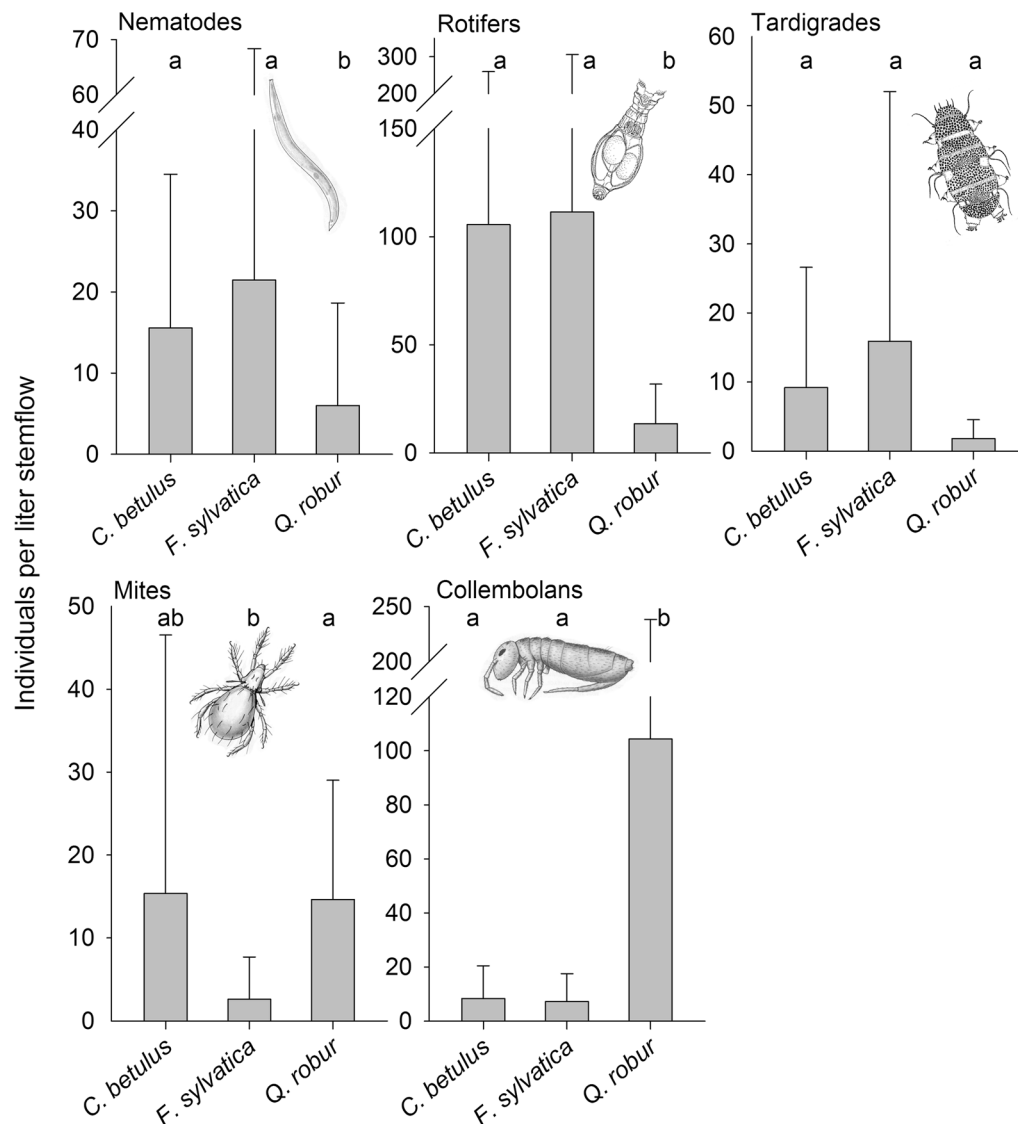 Nematodes
70
60
40
30
20
10
0
a a b
C. betulus
F. sylvatica
Q. robur
Rotifers
300
200
150
100
50
0
a a b
C. betulus
F. sylvatica
Q. robur
Tardigrades
60
50
40
30
20
10
0
a a a
C. betulus
F. sylvatica
Q. robur
Individuals per liter stemflow
Mites
50
40
30
20
10
0
ab b a
C. betulus
F. sylvatica
Q. robur
Collembolans
250
200
120
100
80
60
40
20
0
a a b
C. betulus
F. sylvatica
Q. robur